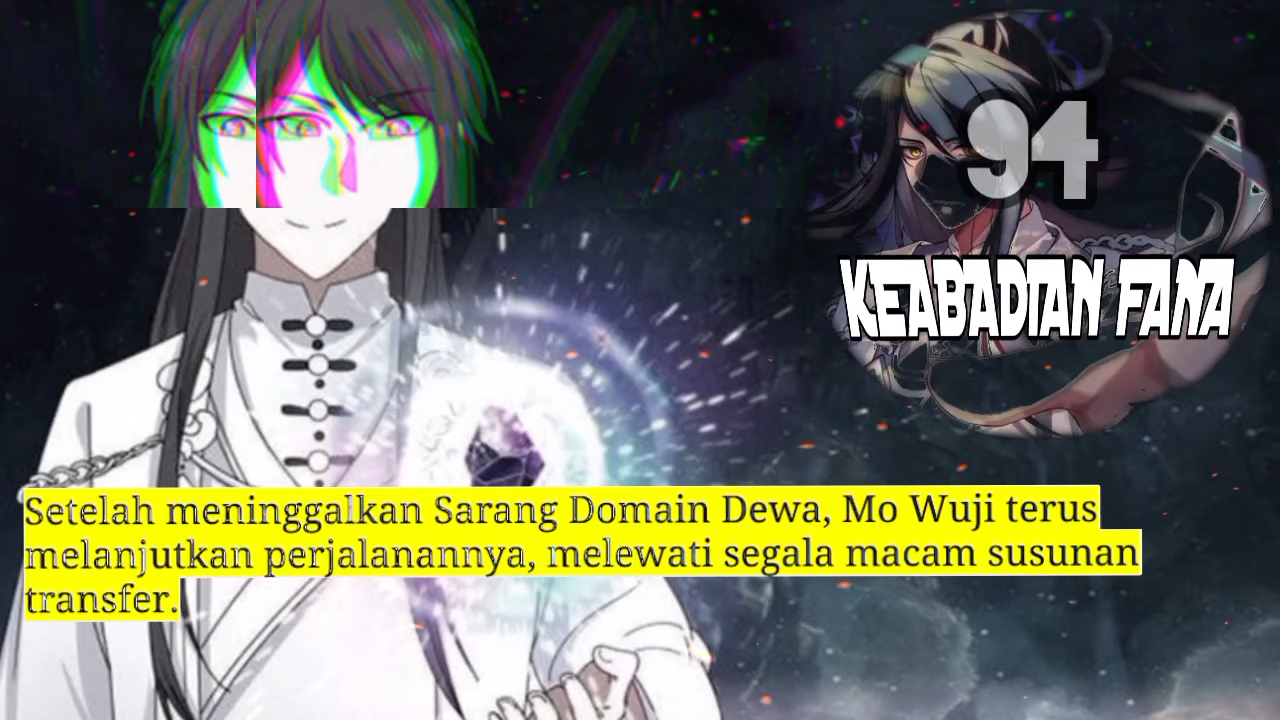 94
KEABADIAN FANA
Setelah meninggalkan Sarang Domain Dewa, Mo Wuji terus
melanjutkan perjalanannya, melewati segala macam susunan
transfer.